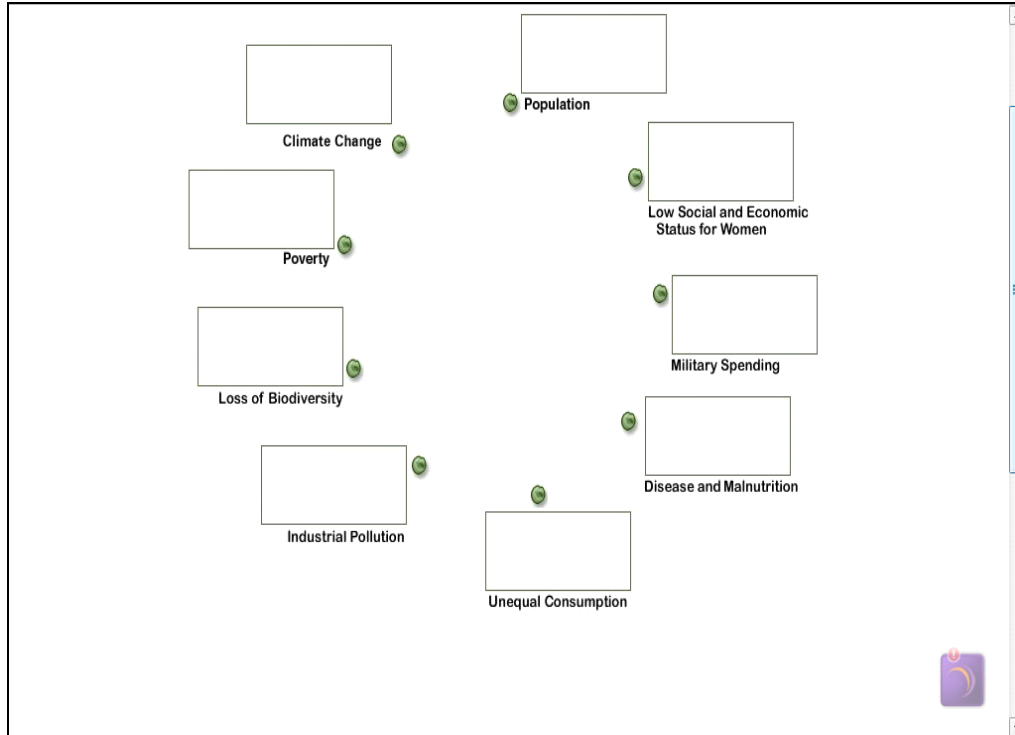 Population
Climate Change
Low Social and Economic
Status for Women
Poverty
Military Spending
Loss of Biodiversity
Disease and Malnutrition
Industrial Pollution
Unequal Consumption